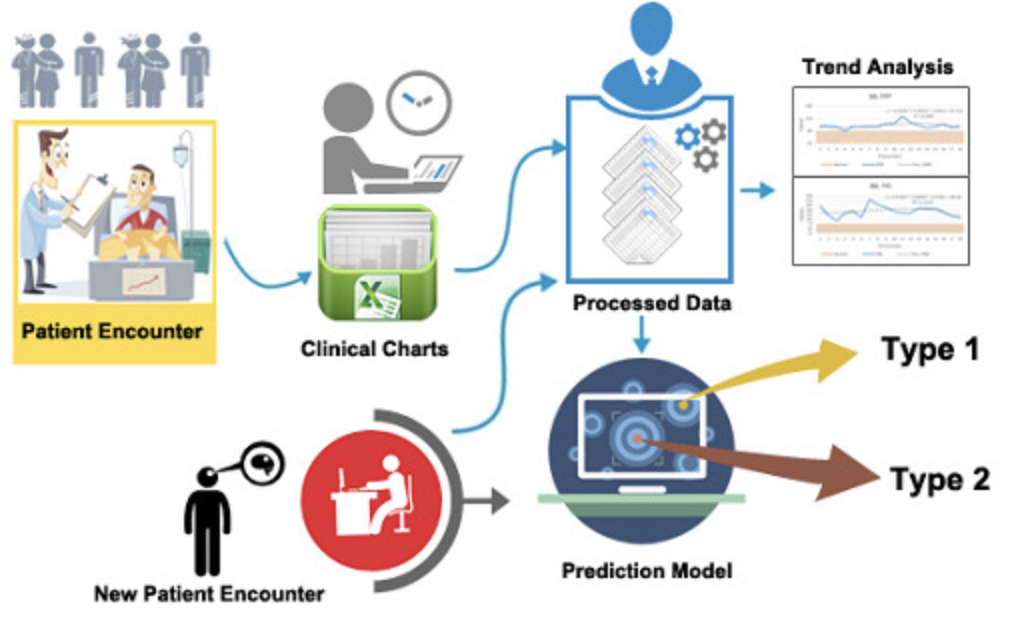 Trend Analysis
Patient Encounter
Clinical Charts
Processed Data
Type 1
Type 2
New Patient Encounter
Prediction Model